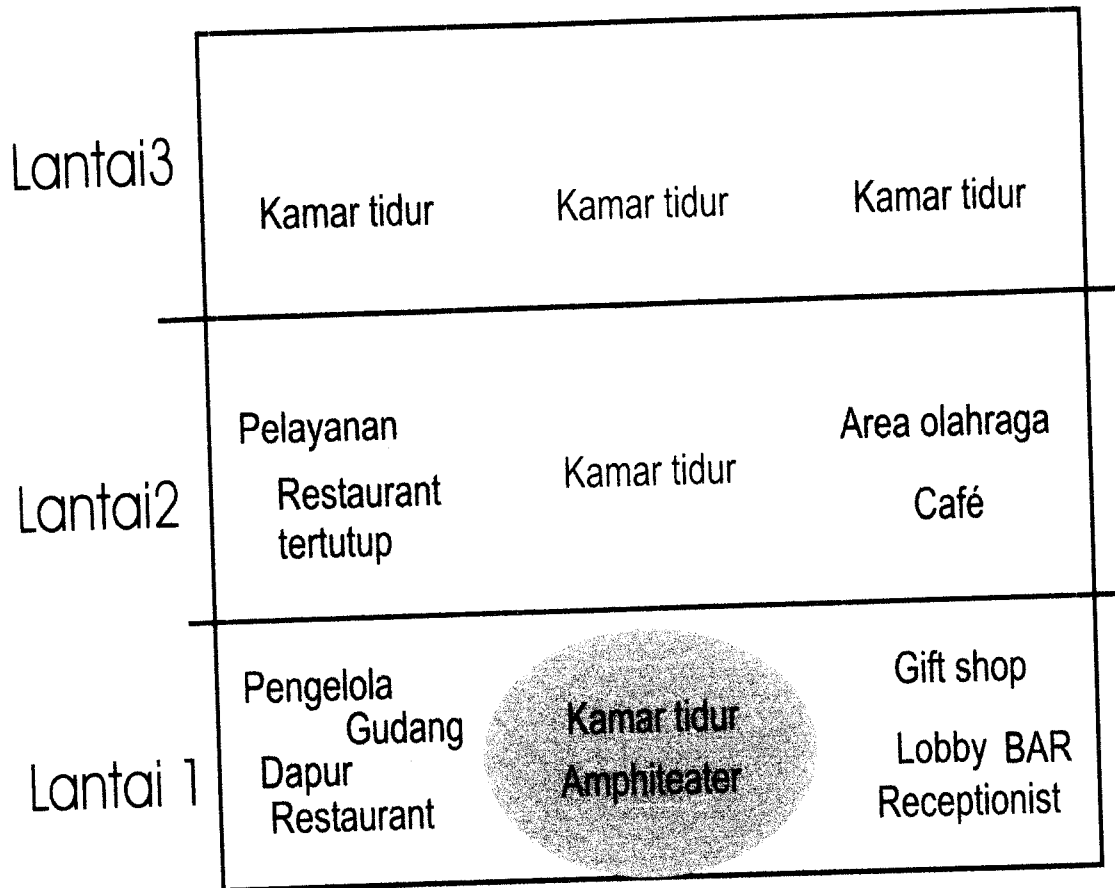 Lantai3
Kamar tidur
Kamar tidur
Kamar tidur
Lantai2
Pelayanan
Restaurant
tertutup
Kamar tidur
Area olahraga
Café
Lantai 1
Pengelola
Gudang
Dapur
Restaurant
Kamar tidur
Amphiteater
Gift shop
Lobby BAR
Receptionist